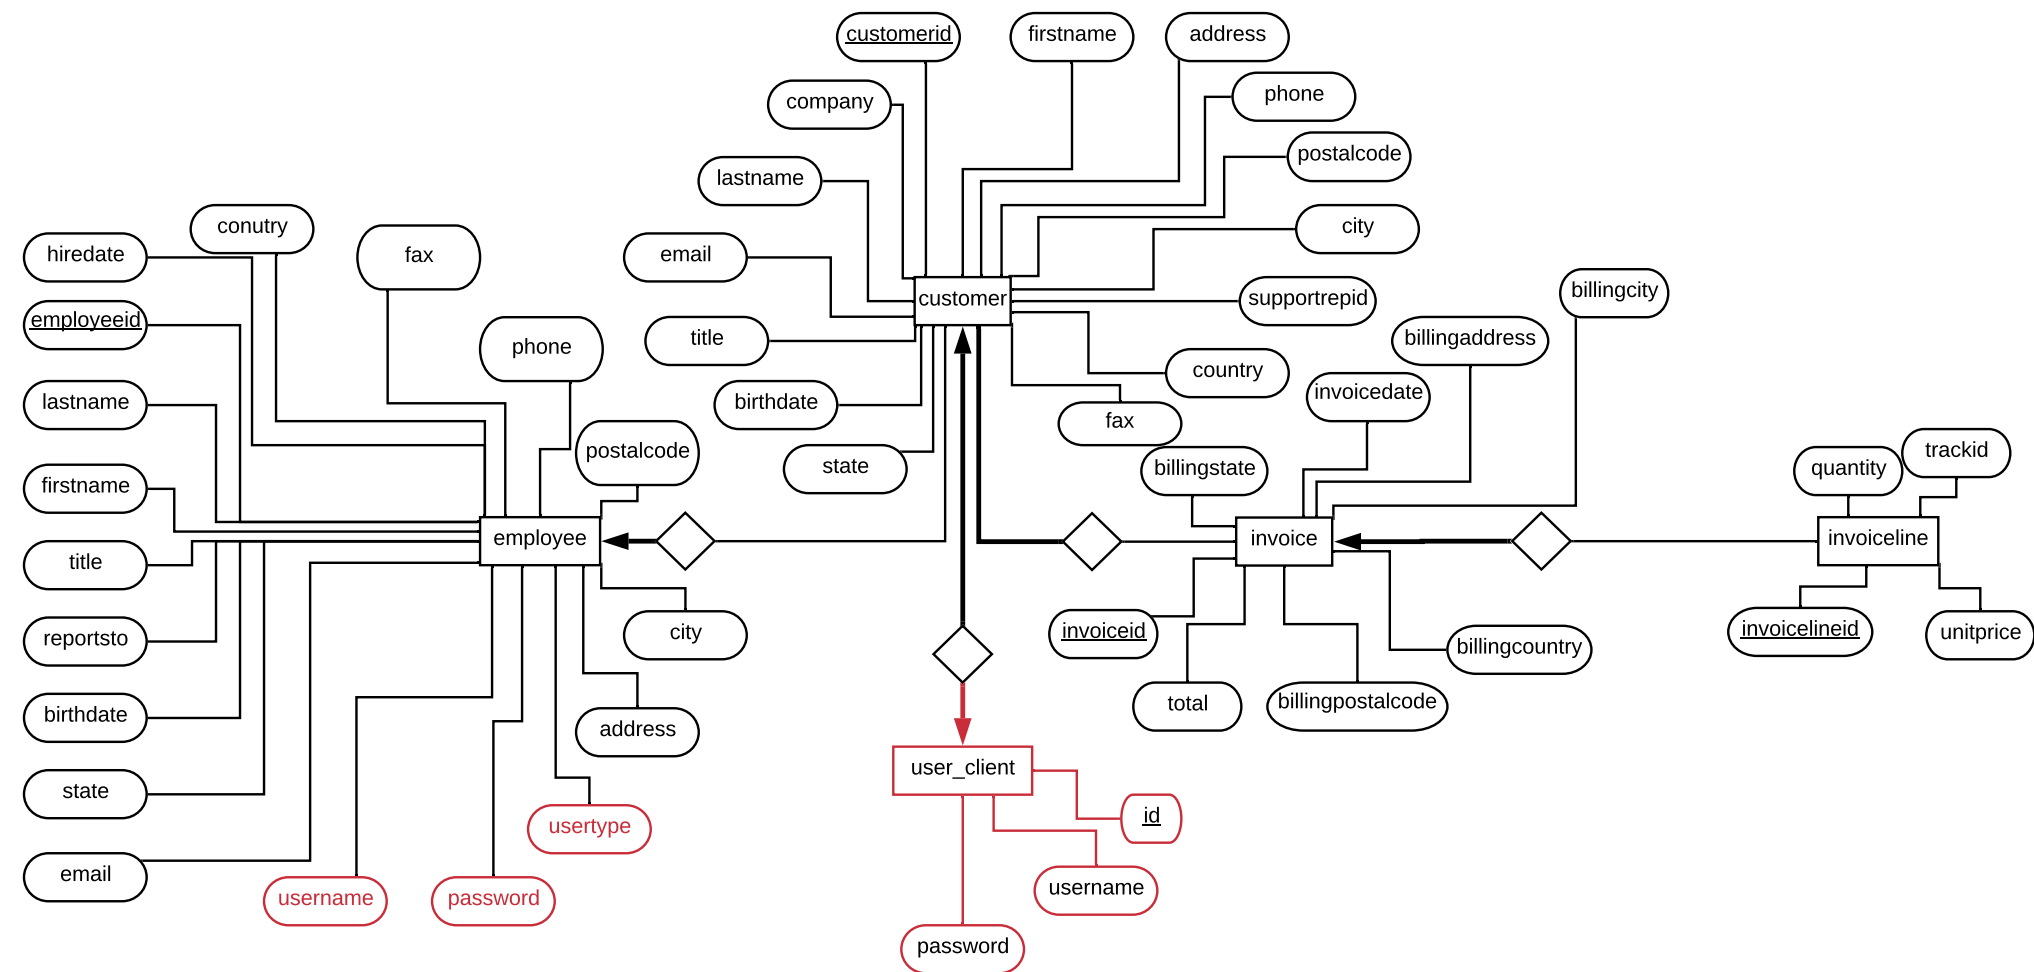 customerid
firstname
address
company
phone
postalcode
lastname
conutry
city
hiredate
fax
email
employeeid
customer
supportrepid
billingcity
phone
title
billingaddress
lastname
birthdate
country
invoicedate
fax
firstname
postalcode
state
billingstate
quantity
trackid
employee
invoice
invoiceline
title
reportsto
city
invoiceid
billingcountry
invoicelineid
unitprice
birthdate
address
total
billingpostalcode
state
user_client
usertype
id
email
username
password
username
password